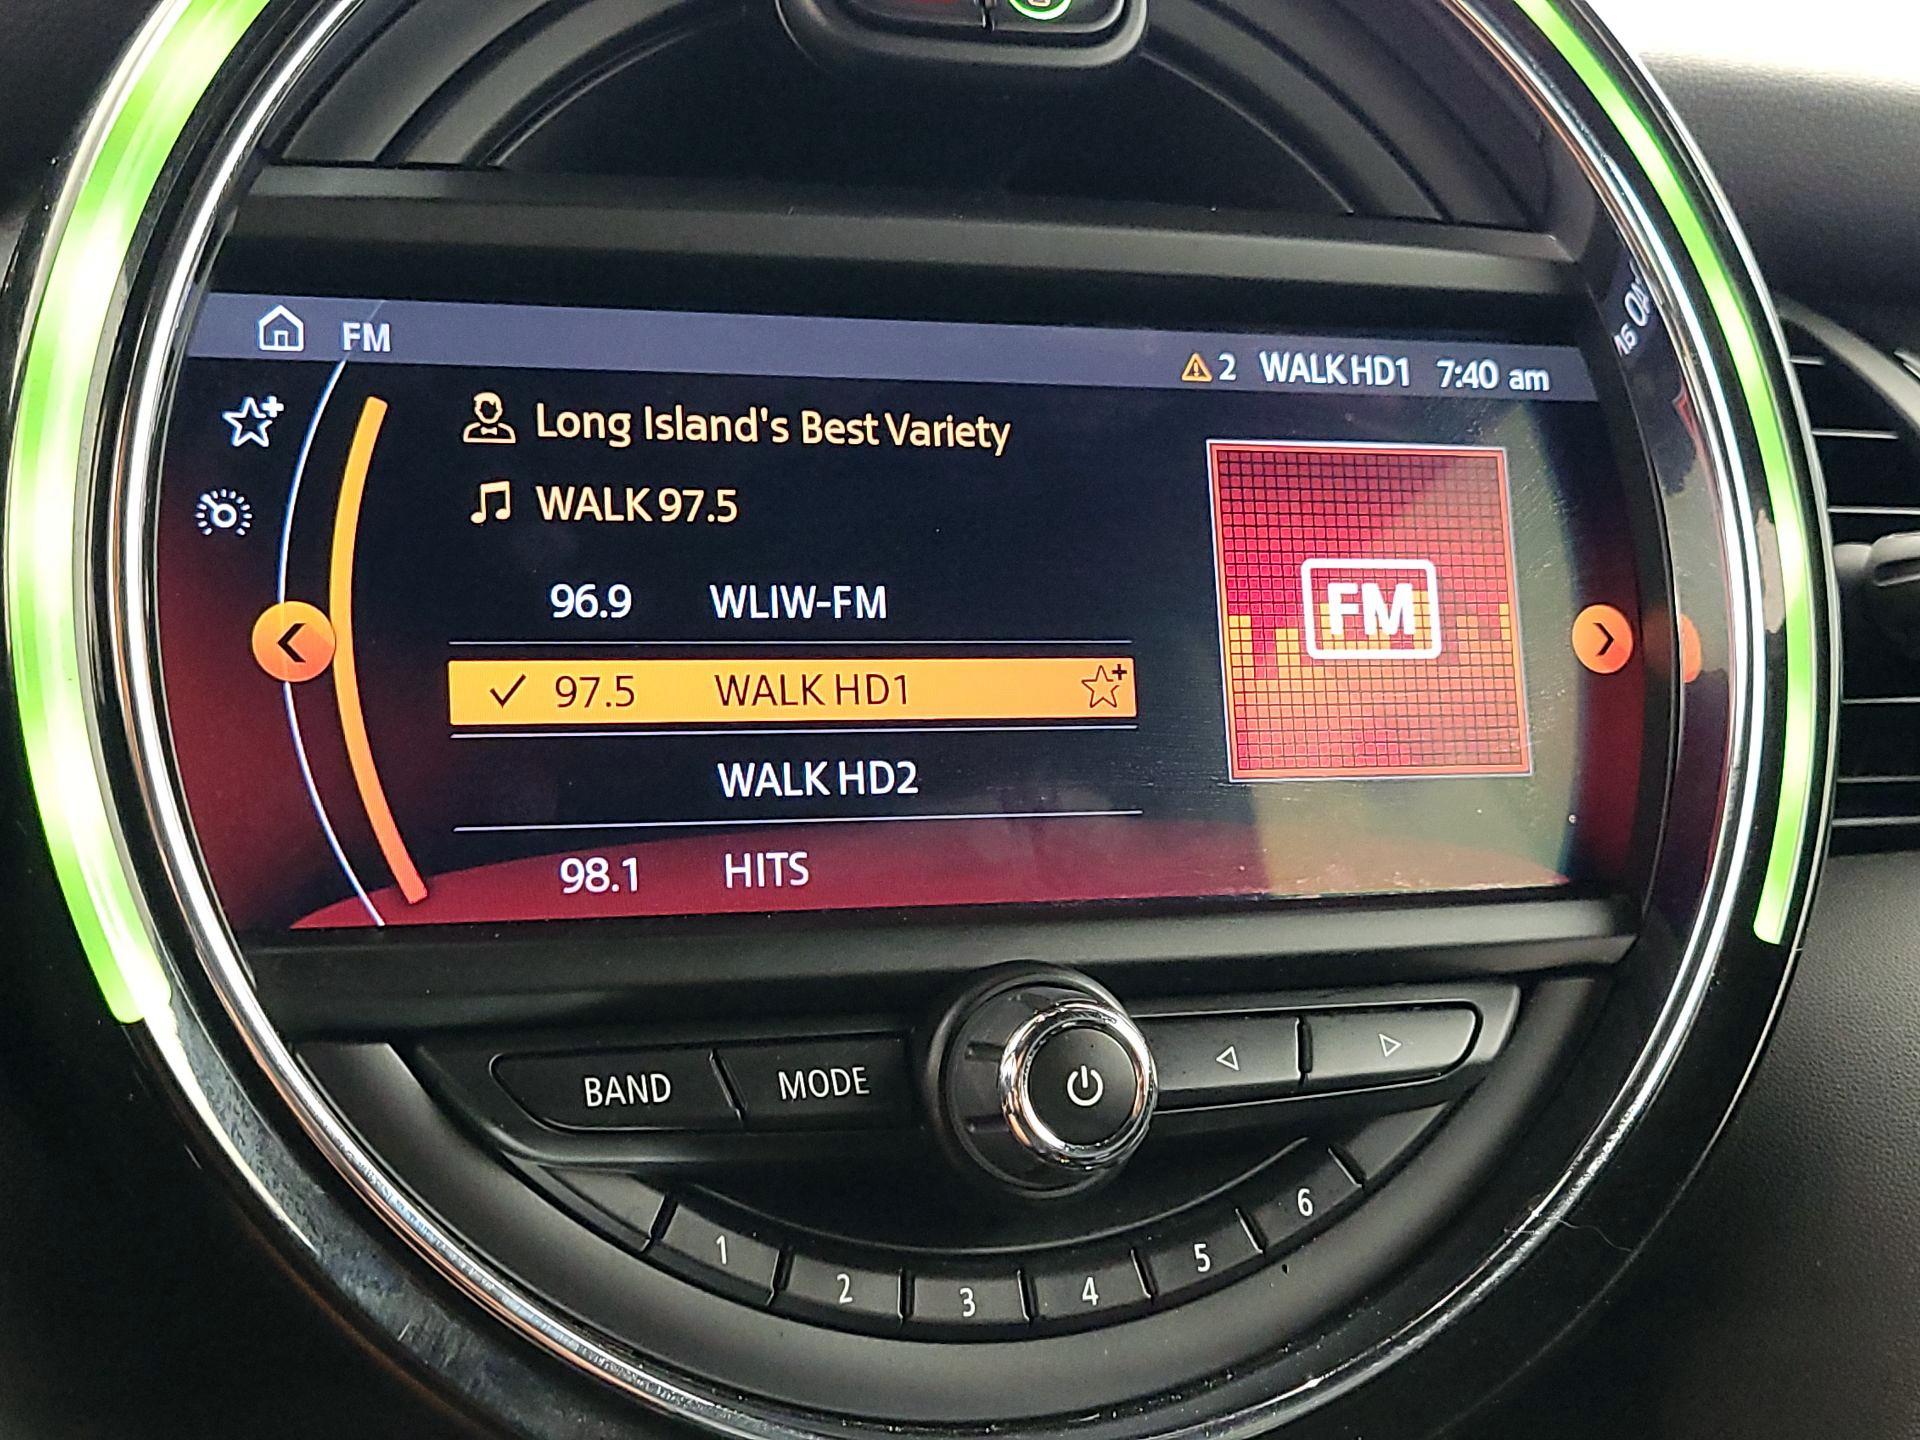 FM
2 WALK HD1 7:40 am
Long Island's Best Variety
WALK 97.5
96.9 WLIW-FM
97.5 WALK HD1
WALK HD2
98.1 HITS
FM
BAND MODE
1 2 3 4 5 6